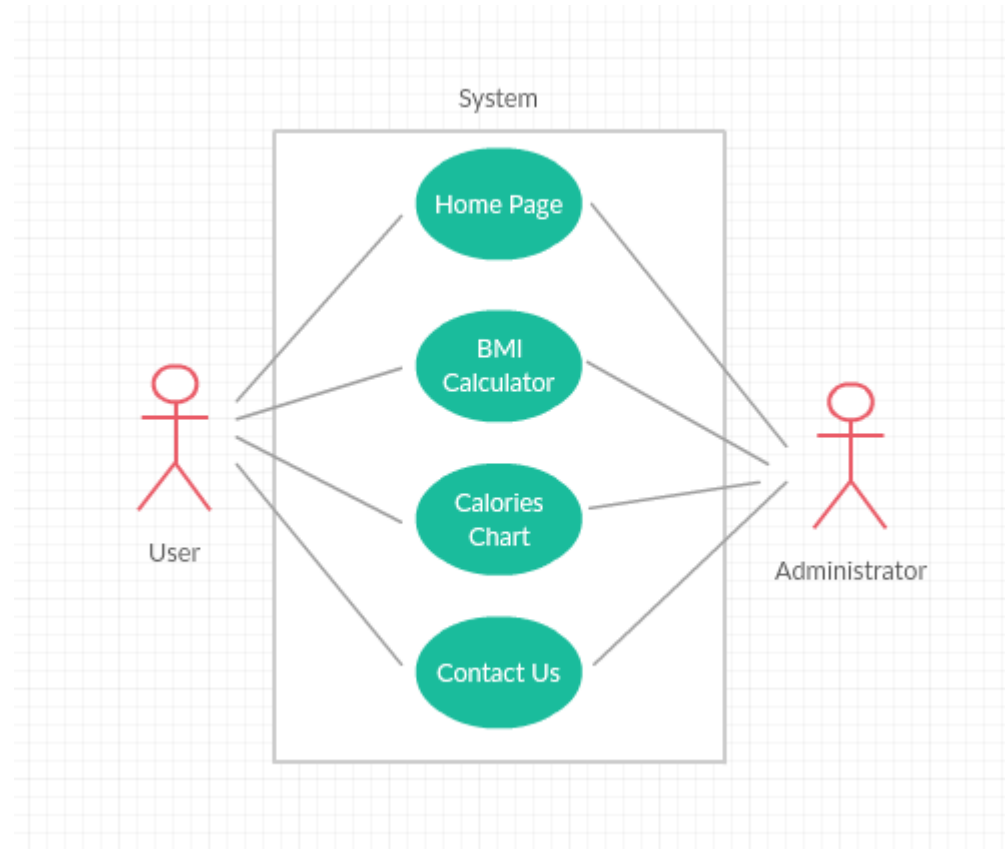 System
Home Page
BMI
Calculator
Calories
Chart
User
Administrator
Contact Us